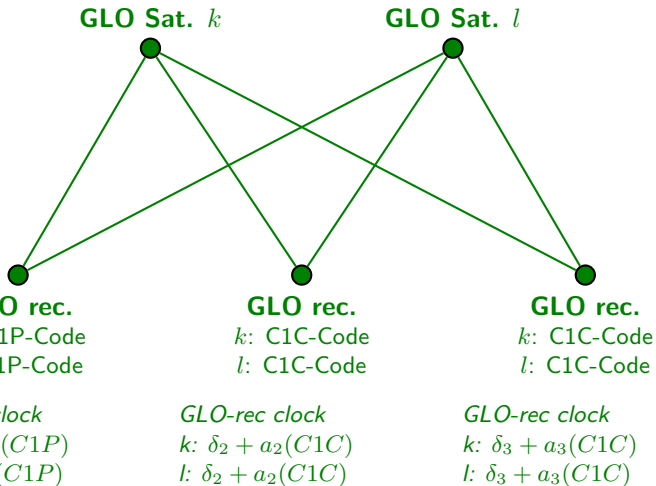 GLO Sat. k GLO Sat. l
O rec. GLO rec. GLO rec.
1P-Code k: C1C-Code k: C1C-Code
1P-Code l: C1C-Code l: C1C-Code
clock GLO-rec clock GLO-rec clock
(C1P) k: δ₂ + a₂(C1C) k: δ₃ + a₃(C1C)
(C1P) l: δ₂ + a₂(C1C) l: δ₃ + a₃(C1C)